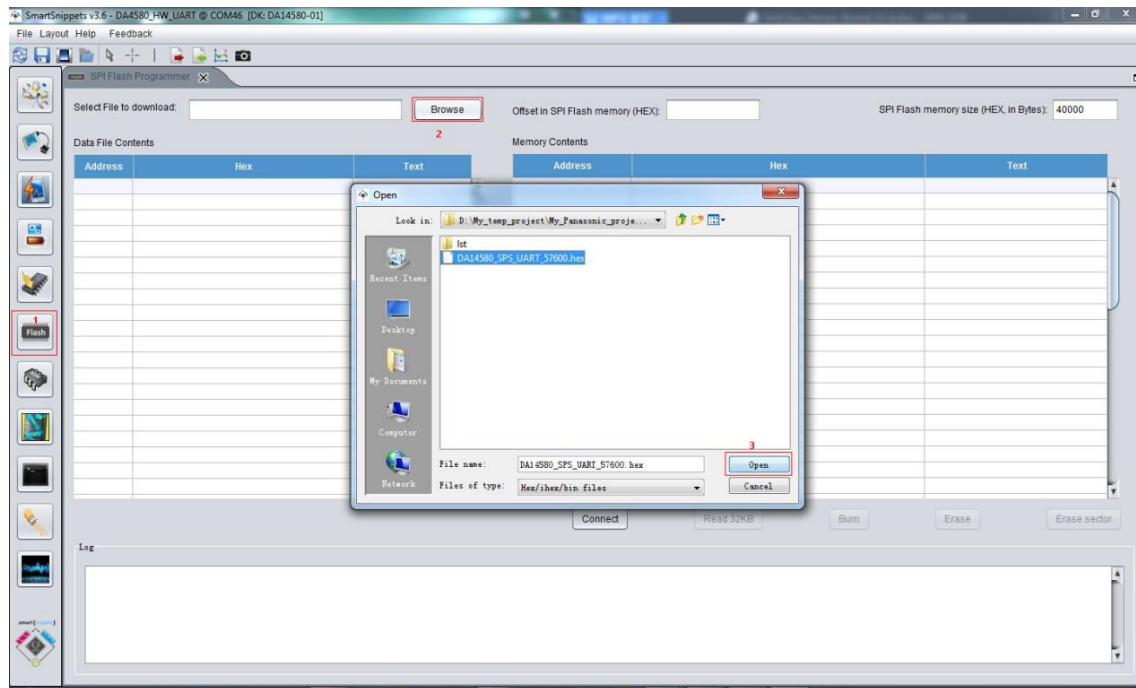 SmartSnippets v3.6 - DA4580_HW_UART @ COM46 [DK: DA14580-01]
File Layout Help Feedback
SPI Flash Programmer
Select File to download:
Browse
Offset in SPI Flash memory (HEX):
SPI Flash memory size (HEX, in Bytes): 40000
2
Data File Contents
Memory Contents
Address Hex Text
Address Hex Text
Open
Look in: D:\My_temp_project\My_Panasonic_proje...
lst
DA14580_SPS_UART_57600.hex
Recent Items
Desktop
My Documents
Computer
Network
1
Flash
3
File name: DA14580_SPS_UART_57600.hex
Open
Files of type: Hex/ihex/bin files
Cancel
Connect
Read 32KB
Burn
Erase
Erase sector
Log